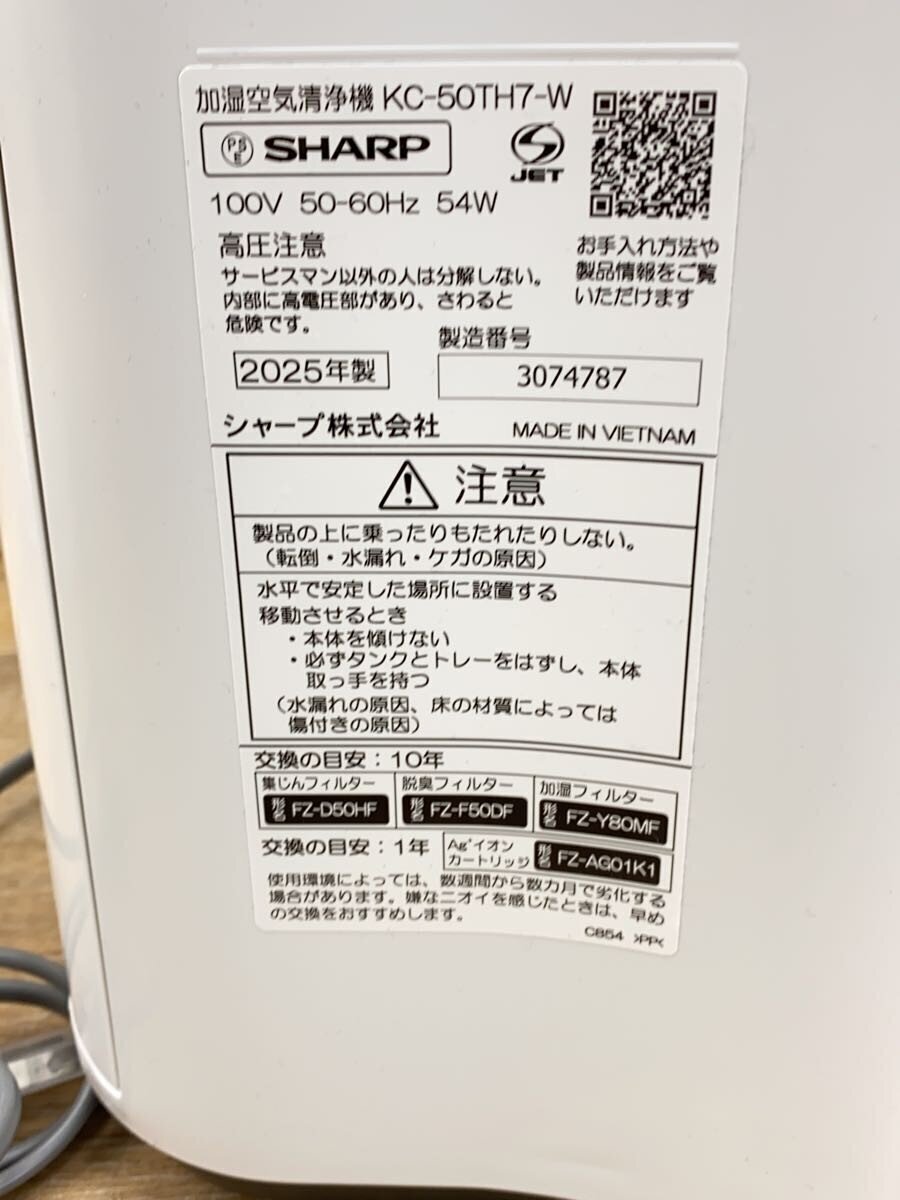 加湿空気清浄機 KC-50TH7-W
PSE SHARP
JET
100V 50-60Hz 54W
高圧注意
サービスマン以外の人は分解しない。
内部に高電圧部があり、さわると
危険です。
お手入れ方法や
製品情報をご覧
いただけます
製造番号
2025年製
3074787
シャープ株式会社
MADE IN VIETNAM
注意
製品の上に乗ったりもたれたりしない。
（転倒・水漏れ・ケガの原因）
水平で安定した場所に設置する
移動させるとき
・本体を傾けない
・必ずタンクとトレーをはずし、本体
取っ手を持つ
（水漏れの原因、床の材質によっては
傷付きの原因）
交換の目安：10年
集じんフィルター
形名 FZ-D50HF
脱臭フィルター
形名 FZ-F50DF
加湿フィルター
形名 FZ-Y80MF
交換の目安：1年
Ag⁺イオン
カートリッジ
形名 FZ-AG01K1
使用環境によっては、数週間から数カ月で劣化する
場合があります。嫌なニオイを感じたときは、早め
の交換をおすすめします。
C854 >PP<